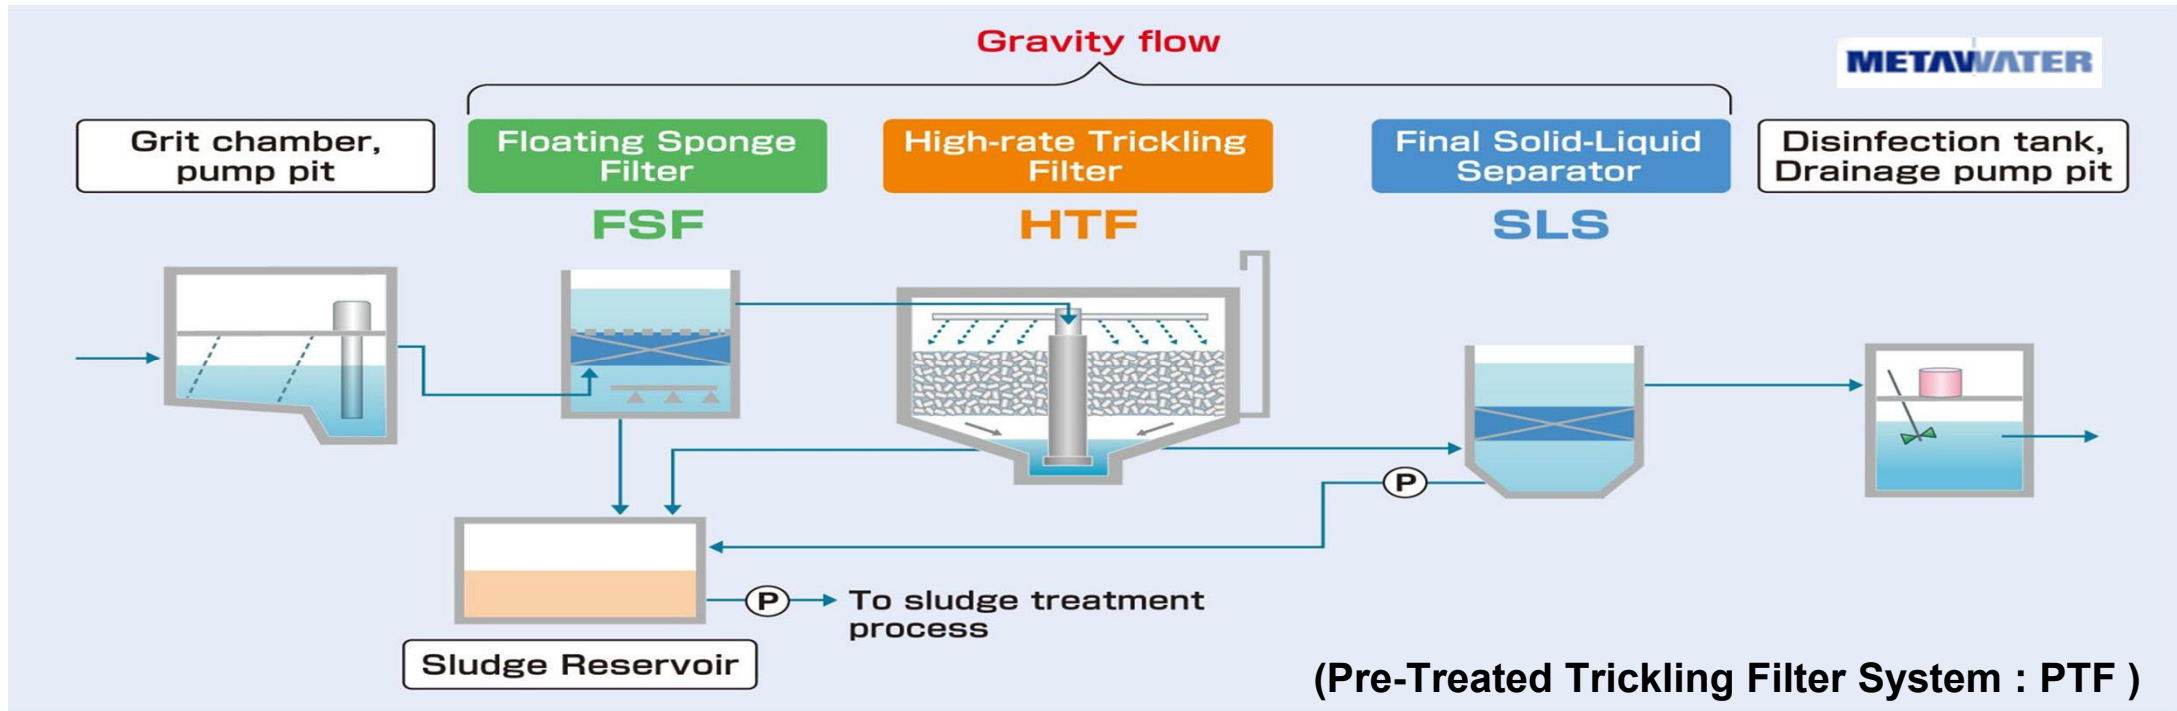 Gravity flow
METAWATER
Grit chamber,
pump pit
Floating Sponge
Filter
High-rate Trickling
Filter
Final Solid-Liquid
Separator
Disinfection tank,
Drainage pump pit
FSF
HTF
SLS
P
P
To sludge treatment
process
Sludge Reservoir
(Pre-Treated Trickling Filter System : PTF )